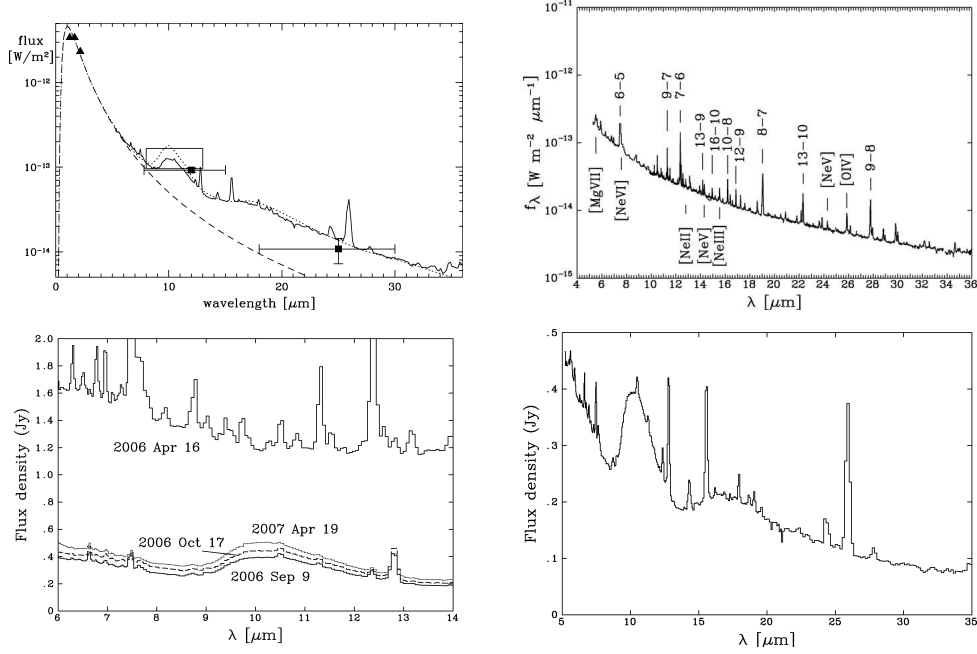 flux
[W/m²]
10⁻¹²
10⁻¹³
10⁻¹⁴
0
10
20
30
wavelength [μm]
f_λ [W m⁻² μm⁻¹]
10⁻¹¹
10⁻¹²
10⁻¹³
10⁻¹⁴
10⁻¹⁵
6-5
9-7
7-6
13-9
16-10
10-8
12-9
8-7
13-10
[NeV]
[OIV]
9-8
[MgVII]
[NeVI]
[NeII]
[NeV]
[NeIII]
4 6 8 10 12 14 16 18 20 22 24 26 28 30 32 34 36
λ [μm]
Flux density (Jy)
2.0
1.8
1.6
1.4
1.2
1.0
.8
.6
.4
.2
0
2006 Apr 16
2007 Apr 19
2006 Oct 17
2006 Sep 9
6 7 8 9 10 11 12 13 14
λ [μm]
Flux density (Jy)
.5
.4
.3
.2
.1
0
5 10 15 20 25 30 35
λ [μm]